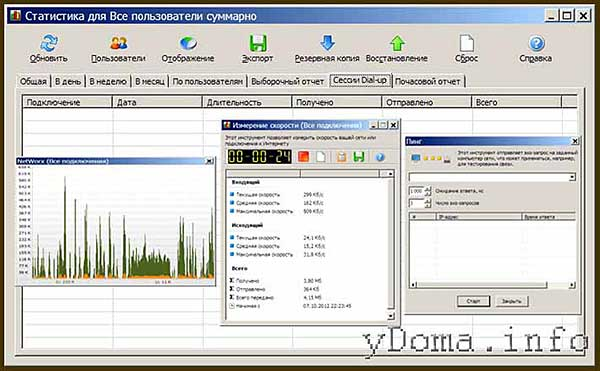 Статистика для Все пользователи суммарно
Обновить Пользователи Отображение Экспорт Резервная копия Восстановление Сброс Справка
Общая В день В неделю В месяц По пользователям Выборочный отчет Сессии Dial-up Почасовой отчет
Подключение Дата Длительность Получено Отправлено Всего
Измерение скорости (Все подключения)
Этот инструмент позволяет измерить скорость вашей сети или
подключения к Интернету
00-00-24
Входящий
Текущая скорость 299 Кб/с
Средняя скорость 162 Кб/с
Максимальная скорость 509 Кб/с
Исходящий
Текущая скорость 24,1 Кб/с
Средняя скорость 15,2 Кб/с
Максимальная скорость 31,8 Кб/с
Всего
Получено 3,80 Мб
Отправлено 364 Кб
Всего передано 4,15 Мб
Начиная с 07.10.2012 22:23:45
NetWorx (Все подключения)
Пинг
Этот инструмент отправляет эхо-запрос на заданный
компьютер сети, что может применяться, например,
для тестирования связи.
1000 Ожидание ответа, мс
3 Число эхо-запросов
# IP-адрес Время ответа
Старт Закрыть
yDoma.info